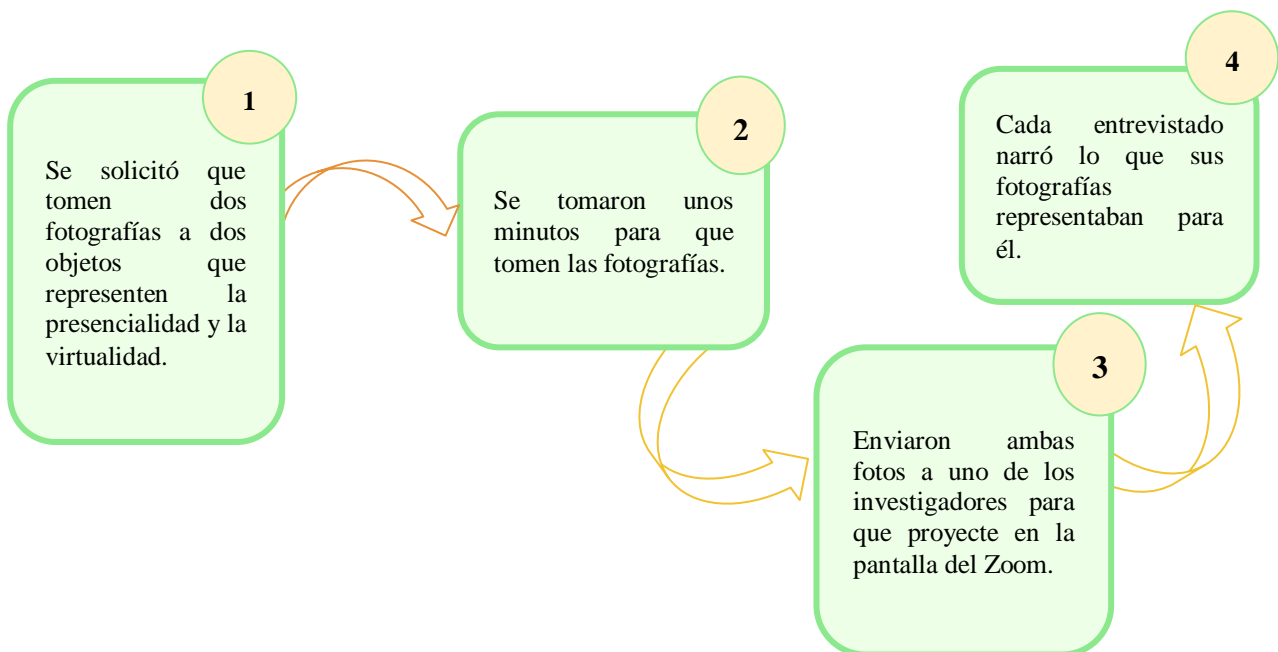 1
Se solicitó que
tomen dos
fotografías a dos
objetos que
representen la
presencialidad y la
virtualidad.
2
Se tomaron unos
minutos para que
tomen las fotografías.
3
Enviaron ambas
fotos a uno de los
investigadores para
que proyecte en la
pantalla del Zoom.
4
Cada entrevistado
narró lo que sus
fotografías
representaban para
él.